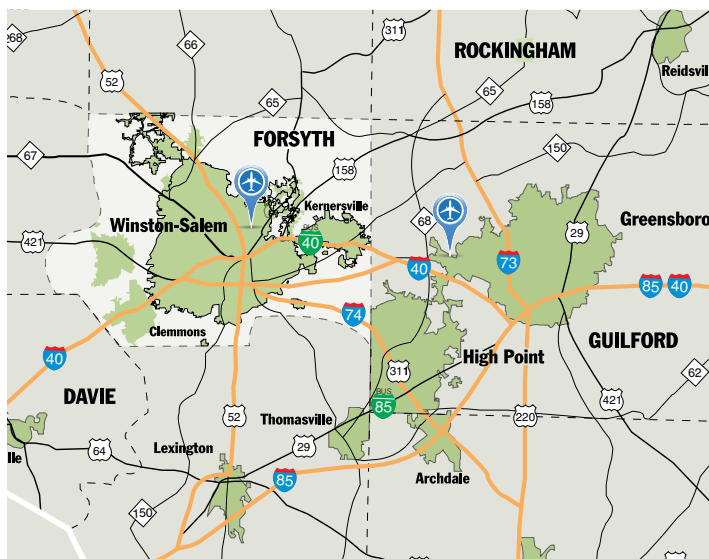 311
66
ROCKINGHAM
268
52
Reidsvil
65
65
158
FORSYTH
150
67
158
Kernersville
Winston-Salem
68
Greensboro
421
29
BUS
40
40
73
85
40
74
Clemmons
GUILFORD
40
High Point
311
62
DAVIE
BUS
85
52
Thomasville
220
421
Lexington
29
64
lle
85
Archdale
150